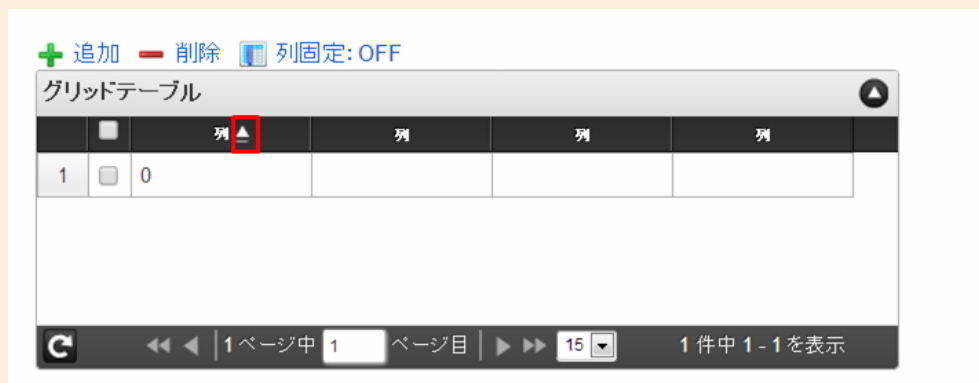 追加 削除 列固定: OFF
グリッドテーブル
列 列 列 列
1 0
1 ページ中 1 ページ目 15 1 件中 1 - 1 を表示